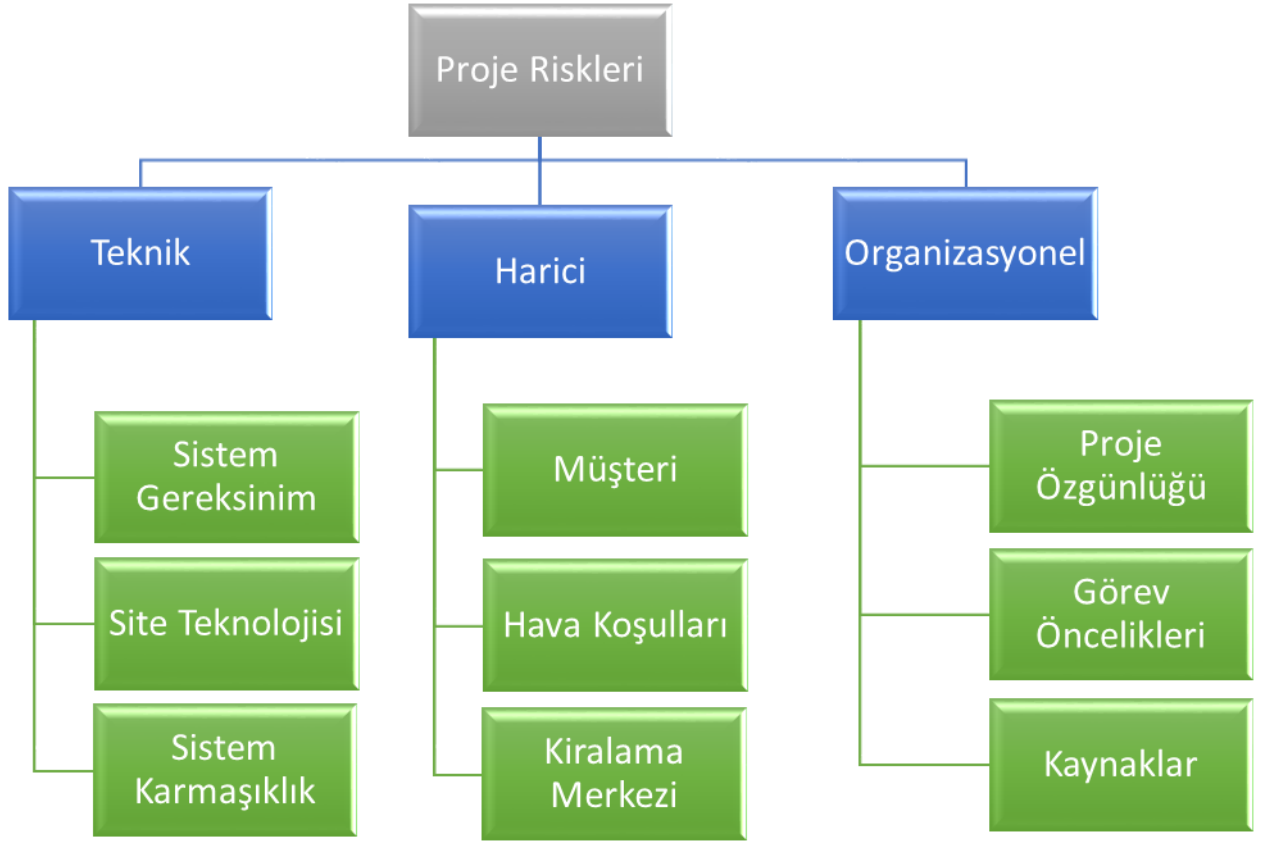 Proje Riskleri
Teknik
Harici
Organizasyonel
Sistem
Gereksinim
Site Teknolojisi
Sistem
Karmaşıklık
Müşteri
Hava Koşulları
Kiralama
Merkezi
Proje
Özgünlüğü
Görev
Öncelikleri
Kaynaklar